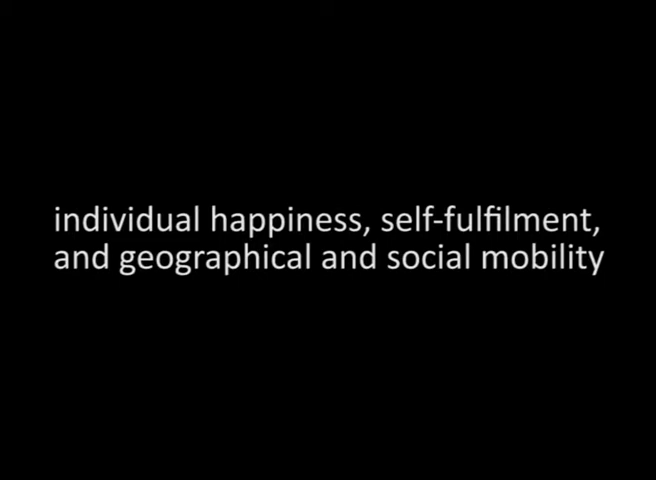 individual happiness, self-fulfilment,
and geographical and social mobility